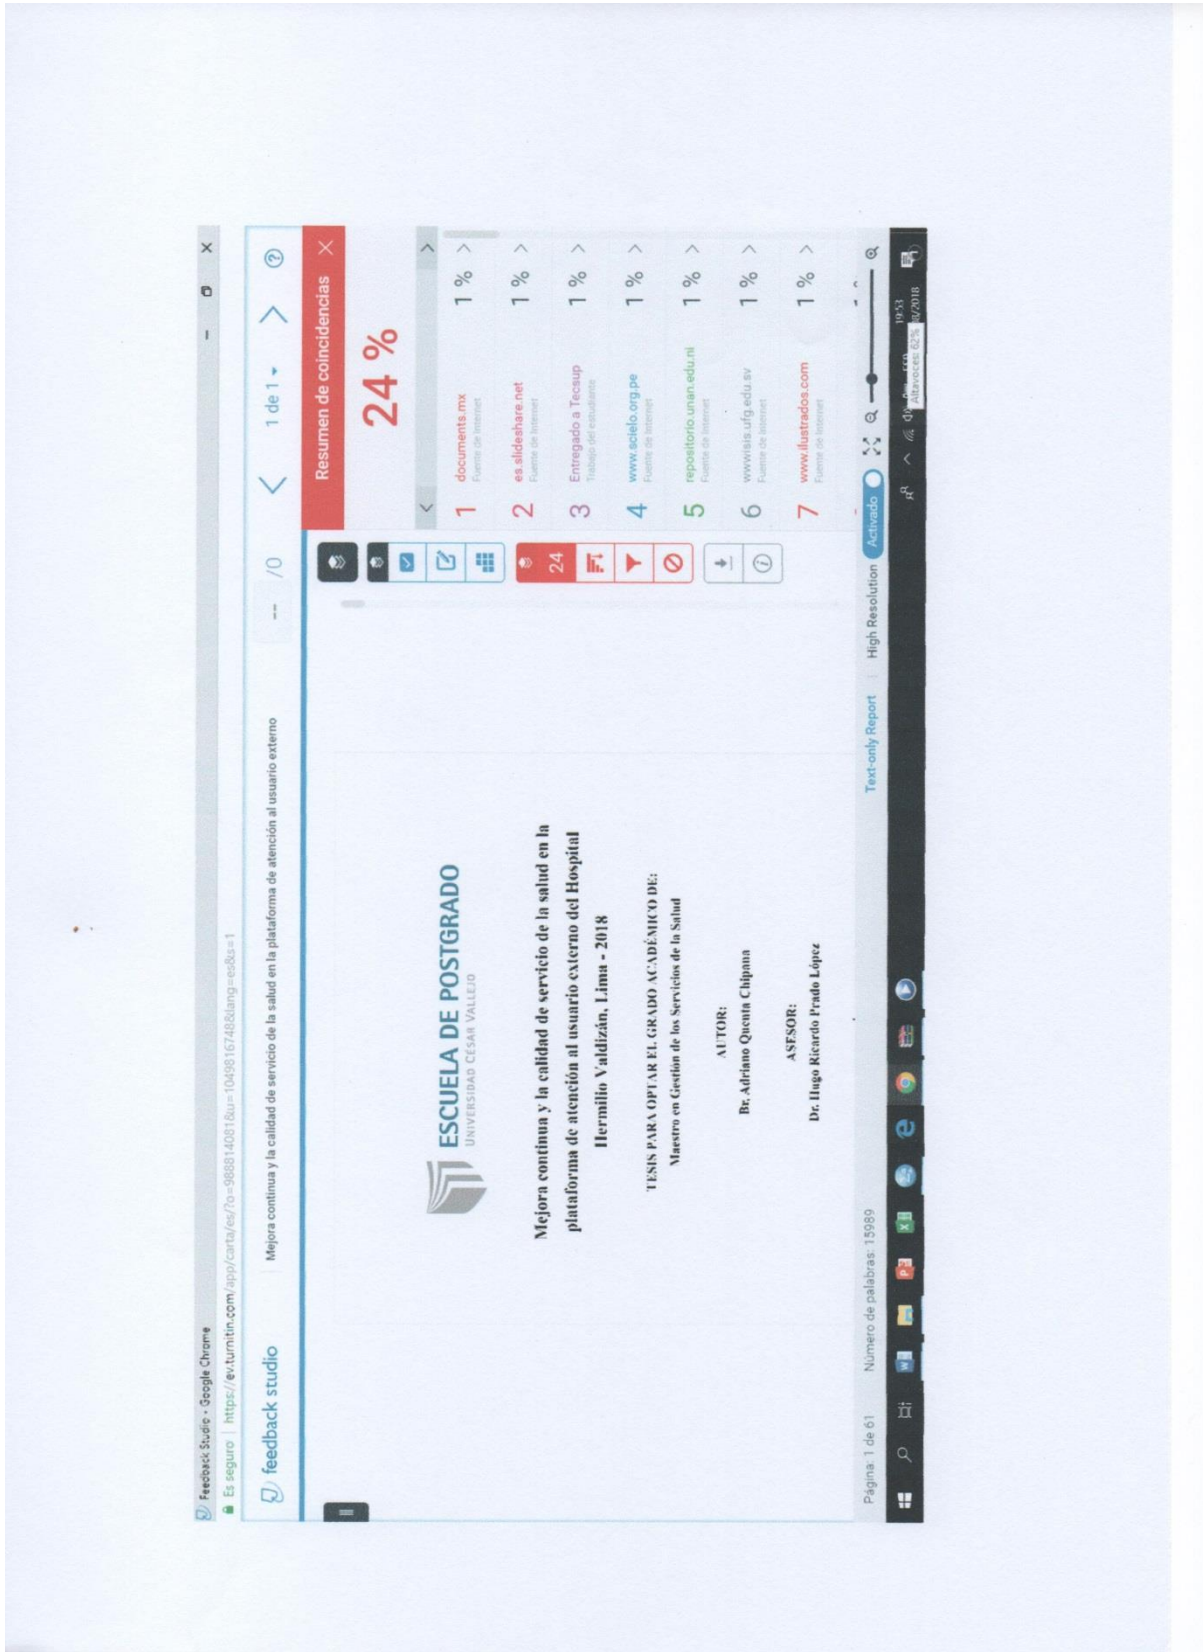 Feedback Studio - Google Chrome
Es seguro | https://ev.turnitin.com/app/carta/es/?o=988814081&u=1049816748&lang=es&s=1
feedback studio
Mejora continua y la calidad de servicio de la salud en la plataforma de atención al usuario externo
-- /0
1 de 1
ESCUELA DE POSTGRADO
UNIVERSIDAD CÉSAR VALLEJO
Mejora continua y la calidad de servicio de la salud en la
plataforma de atención al usuario externo del Hospital
Hermilio Valdizán, Lima - 2018
TESIS PARA OPTAR EL GRADO ACADÉMICO DE:
Maestro en Gestión de los Servicios de la Salud
AUTOR:
Br. Adriano Quenta Chipana
ASESOR:
Dr. Hugo Ricardo Prado López
24
Resumen de coincidencias
24 %
1 documents.mx 1 %
Fuente de Internet
2 es.slideshare.net 1 %
Fuente de Internet
3 Entregado a Tecsup 1 %
Trabajo del estudiante
4 www.scielo.org.pe 1 %
Fuente de Internet
5 repositorio.unan.edu.ni 1 %
Fuente de Internet
6 wwwisis.ufg.edu.sv 1 %
Fuente de Internet
7 www.ilustrados.com 1 %
Fuente de Internet
Página: 1 de 61
Número de palabras: 15989
Text-only Report
High Resolution
Activado
19:53
Altavoces: 62%
/2018